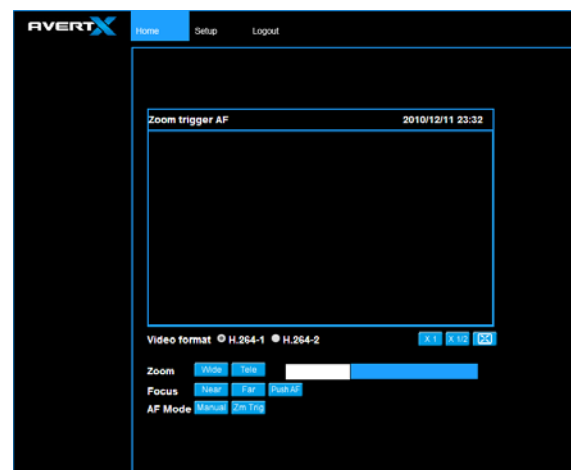 AVERTX Home Setup Logout
Zoom trigger AF 2010/12/11 23:32
Video format H.264-1 H.264-2 X 1 X 1/2
Zoom Wide Tele
Focus Near Far Push AF
AF Mode Manual Zm Trig